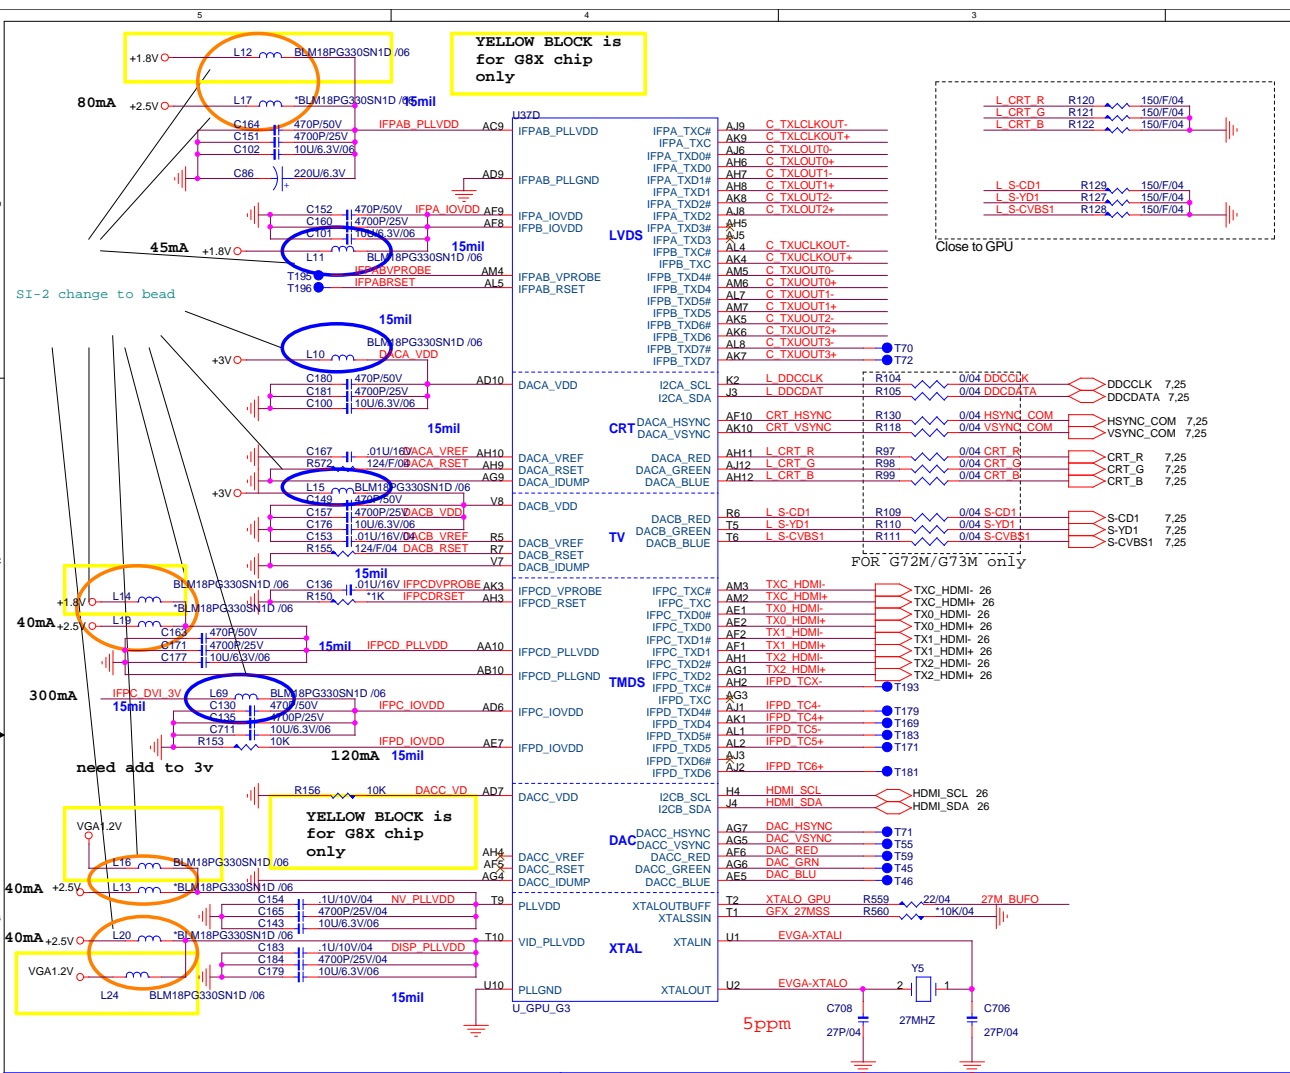 5 4 3
YELLOW BLOCK is
for G8X chip
only
+1.8V L12 BLM18PG330SN1D /06
80mA +2.5V L17 *BLM18PG330SN1D /06 15mil
C164 470P/50V IFPAB_PLLVDD AC9
C151 4700P/25V
C102 10U/6.3V/06
C86 220U/6.3V +
AD9
C152 470P/50V IFPA_IOVDD AF9
C160 4700P/25V AF8
C101 10U/6.3V/06
45mA +1.8V 15mil
L11 BLM18PG330SN1D /06
T195 IFPABVPROBE AM4
T196 IFPABRSET AL5
SI-2 change to bead
15mil
BLM18PG330SN1D /06
+3V L10 DACA_VDD
C180 470P/50V AD10
C181 4700P/25V
C100 10U/6.3V/06
15mil
C167 .01U/16V DACA_VREF AH10
R572 124/F/04 DACA_RSET AH9
AG9
+3V L15 BLM18PG330SN1D /06
C149 470P/50V V8
C157 4700P/25V DACB_VDD
C176 10U/6.3V/06
C153 .01U/16V/04 DACB_VREF R5
R155 124/F/04 DACB_RSET R7
V7
15mil
BLM18PG330SN1D /06
C136 .01U/16V IFPCDVPROBE AK3
R150 *1K IFPCDRSET AH3
+1.8V L14
*BLM18PG330SN1D /06
40mA +2.5V L19
C163 470P/50V
C171 4700P/25V 15mil IFPCD_PLLVDD AA10
C177 10U/6.3V/06
AB10
300mA IFPC_DVI_3V L69 BLM18PG330SN1D /06
15mil C130 470P/50V IFPC_IOVDD AD6
C135 4700P/25V
C711 10U/6.3V/06
R153 10K IFPD_IOVDD AE7
120mA 15mil
need add to 3v
R156 10K DACC_VD AD7
YELLOW BLOCK is
for G8X chip
only
VGA1.2V
AH4
AF5
AG4
L16 BLM18PG330SN1D /06
40mA +2.5V L13 *BLM18PG330SN1D /06
C154 .1U/10V/04 NV_PLLVDD T9
C165 4700P/25V/04
C143 10U/6.3V/06
40mA +2.5V L20 *BLM18PG330SN1D /06 T10
C183 .1U/10V/04 DISP_PLLVDD
C184 4700P/25V/04
C179 10U/6.3V/06
VGA1.2V
L24 BLM18PG330SN1D /06
15mil
U10
U37D
IFPAB_PLLVDD
IFPAB_PLLGND
IFPA_IOVDD
IFPB_IOVDD
IFPAB_VPROBE
IFPAB_RSET
DACA_VDD
DACA_VREF
DACA_RSET
DACA_IDUMP
DACB_VDD
DACB_VREF
DACB_RSET
DACB_IDUMP
IFPCD_VPROBE
IFPCD_RSET
IFPCD_PLLVDD
IFPCD_PLLGND
IFPC_IOVDD
IFPD_IOVDD
DACC_VDD
DACC_VREF
DACC_RSET
DACC_IDUMP
PLLVDD
VID_PLLVDD
PLLGND
U_GPU_G3
LVDS
CRT
TV
TMDS
DAC
XTAL
IFPA_TXC# AJ9 C_TXLCLKOUT-
IFPA_TXC AK9 C_TXLCLKOUT+
IFPA_TXD0# AJ6 C_TXLOUT0-
IFPA_TXD0 AH6 C_TXLOUT0+
IFPA_TXD1# AH7 C_TXLOUT1-
IFPA_TXD1 AH8 C_TXLOUT1+
IFPA_TXD2# AK8 C_TXLOUT2-
IFPA_TXD2 AJ8 C_TXLOUT2+
IFPA_TXD3# AH5
IFPA_TXD3 AJ5
IFPB_TXC# AL4 C_TXUCLKOUT-
IFPB_TXC AK4 C_TXUCLKOUT+
IFPB_TXD4# AM5 C_TXUOUT0-
IFPB_TXD4 AM6 C_TXUOUT0+
IFPB_TXD5# AL7 C_TXUOUT1-
IFPB_TXD5 AM7 C_TXUOUT1+
IFPB_TXD6# AK5 C_TXUOUT2-
IFPB_TXD6 AK6 C_TXUOUT2+
IFPB_TXD7# AL8 C_TXUOUT3- T70
IFPB_TXD7 AK7 C_TXUOUT3+ T72
I2CA_SCL K2 L_DDCCLK R104 0/04 DDCCLK DDCCLK 7,25
I2CA_SDA J3 L_DDCDAT R105 0/04 DDCDATA DDCDATA 7,25
DACA_HSYNC AF10 CRT_HSYNC R130 0/04 HSYNC_COM HSYNC_COM 7,25
DACA_VSYNC AK10 CRT_VSYNC R118 0/04 VSYNC_COM VSYNC_COM 7,25
DACA_RED AH11 L_CRT_R R97 0/04 CRT_R CRT_R 7,25
DACA_GREEN AJ12 L_CRT_G R98 0/04 CRT_G CRT_G 7,25
DACA_BLUE AH12 L_CRT_B R99 0/04 CRT_B CRT_B 7,25
DACB_RED R6 L_S-CD1 R109 0/04 S-CD1 S-CD1 7,25
DACB_GREEN T5 L_S-YD1 R110 0/04 S-YD1 S-YD1 7,25
DACB_BLUE T6 L_S-CVBS1 R111 0/04 S-CVBS1 S-CVBS1 7,25
FOR G72M/G73M only
IFPC_TXC# AM3 TXC_HDMI- TXC_HDMI- 26
IFPC_TXC AM2 TXC_HDMI+ TXC_HDMI+ 26
IFPC_TXD0# AE1 TX0_HDMI- TX0_HDMI- 26
IFPC_TXD0 AE2 TX0_HDMI+ TX0_HDMI+ 26
IFPC_TXD1# AF2 TX1_HDMI- TX1_HDMI- 26
IFPC_TXD1 AF1 TX1_HDMI+ TX1_HDMI+ 26
IFPC_TXD2# AH1 TX2_HDMI- TX2_HDMI- 26
IFPC_TXD2 AG1 TX2_HDMI+ TX2_HDMI+ 26
IFPD_TXC# AH2 IFPD_TCX- T193
IFPD_TXC AG3
IFPD_TXD4# AJ1 IFPD_TC4- T179
IFPD_TXD4 AK1 IFPD_TC4+ T169
IFPD_TXD5# AL1 IFPD_TC5- T183
IFPD_TXD5 AL2 IFPD_TC5+ T171
IFPD_TXD6# AJ3
IFPD_TXD6 AJ2 IFPD_TC6+ T181
I2CB_SCL H4 HDMI_SCL HDMI_SCL 26
I2CB_SDA J4 HDMI_SDA HDMI_SDA 26
DACC_HSYNC AG7 DAC_HSYNC T71
DACC_VSYNC AG5 DAC_VSYNC T55
DACC_RED AF6 DAC_RED T59
DACC_GREEN AG6 DAC_GRN T45
DACC_BLUE AE5 DAC_BLU T46
XTALOUTBUFF T2 XTALO_GPU R559 22/04 27M_BUFO
XTALSSIN T1 GFX_27MSS R560 *10K/04
XTALIN U1 EVGA-XTALI
XTALOUT U2 EVGA-XTALO
Y5
2 1
27MHZ
C708
27P/04
C706
27P/04
5ppm
L_CRT_R R120 150/F/04
L_CRT_G R121 150/F/04
L_CRT_B R122 150/F/04
L_S-CD1 R129 150/F/04
L_S-YD1 R127 150/F/04
L_S-CVBS1 R128 150/F/04
Close to GPU